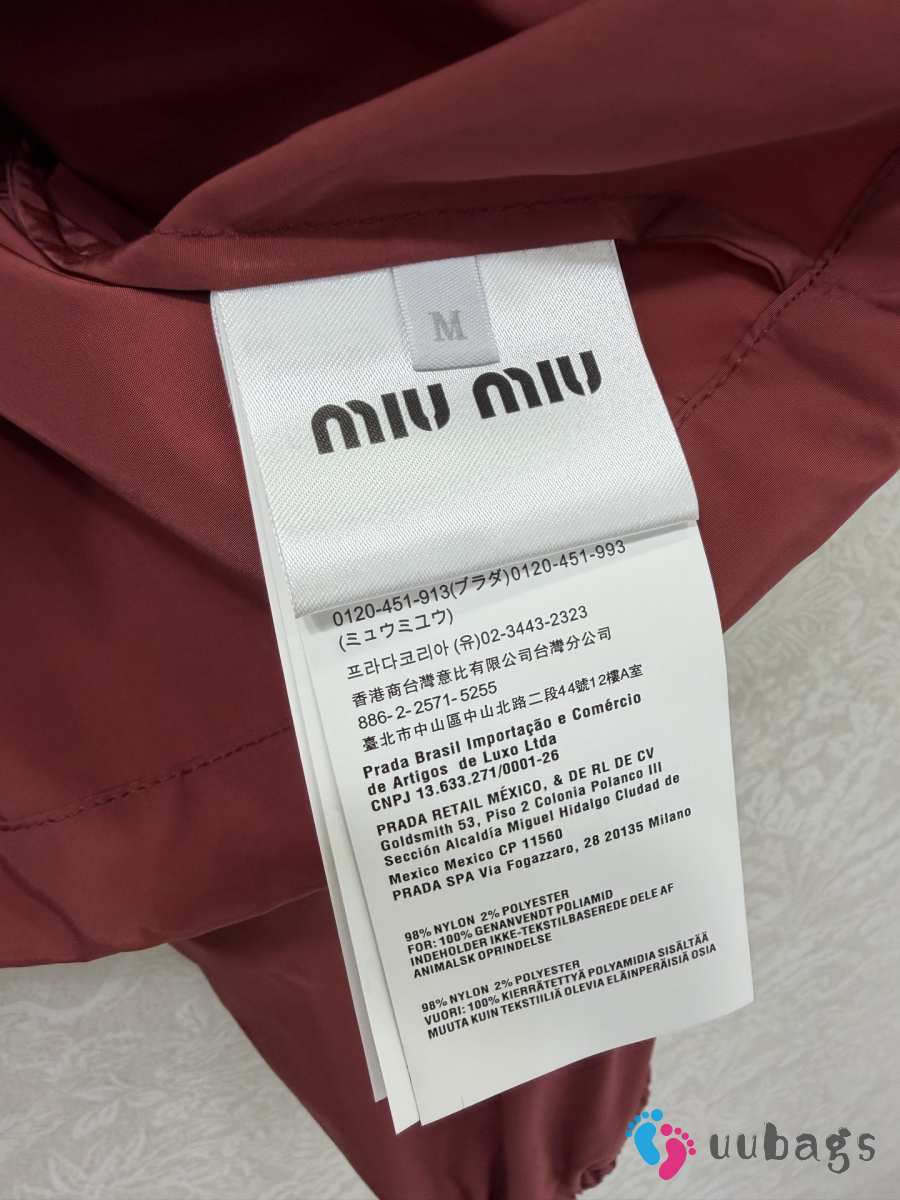 M
miu miu
0120-451-913(プラダ)0120-451-993
(ミュウミユウ)
프라다코리아 (유)02-3443-2323
香港商台灣意比有限公司台灣分公司
886-2-2571-5255
臺北市中山區中山北路二段44號12樓A室
Prada Brasil Importação e Comércio
de Artigos de Luxo Ltda
CNPJ 13.633.271/0001-26
PRADA RETAIL MÉXICO, & DE RL DE CV
Goldsmith 53, Piso 2 Colonia Polanco III
Sección Alcaldía Miguel Hidalgo Ciudad de
Mexico Mexico CP 11560
PRADA SPA Via Fogazzaro, 28 20135 Milano
98% NYLON 2% POLYESTER
FOR: 100% GENANVENDT POLIAMID
INDEHOLDER IKKE-TEKSTILBASEREDE DELE AF
ANIMALSK OPRINDELSE
98% NYLON 2% POLYESTER
VUORI: 100% KIERRÄTETTYÄ POLYAMIDIA SISÄLTÄÄ
MUUTA KUIN TEKSTIILIÄ OLEVIA ELÄINPERÄISIÄ OSIA
uubags